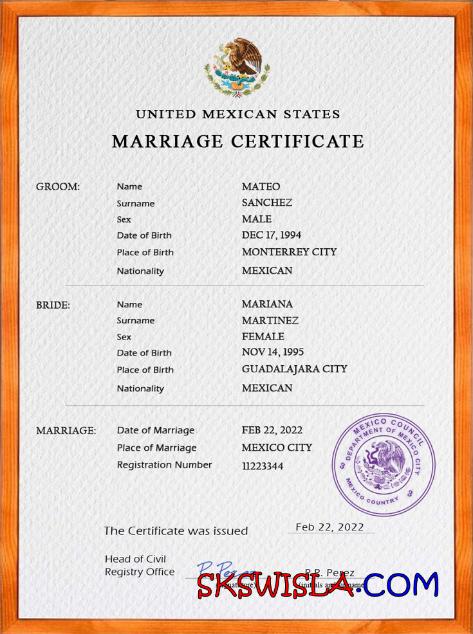 UNITED MEXICAN STATES
MARRIAGE CERTIFICATE
GROOM: Name MATEO
Surname SANCHEZ
Sex MALE
Date of Birth DEC 17, 1994
Place of Birth MONTERREY CITY
Nationality MEXICAN
BRIDE: Name MARIANA
Surname MARTINEZ
Sex FEMALE
Date of Birth NOV 14, 1995
Place of Birth GUADALAJARA CITY
Nationality MEXICAN
MARRIAGE: Date of Marriage FEB 22, 2022
Place of Marriage MEXICO CITY
Registration Number 11223344
MEXICO COUNCIL
DEPARTMENT OF MEXICO CITY
MEXICO COUNTRY
The Certificate was issued Feb 22, 2022
Head of Civil
Registry Office P. Perez P.P. Perez
SKSWISLA.COM